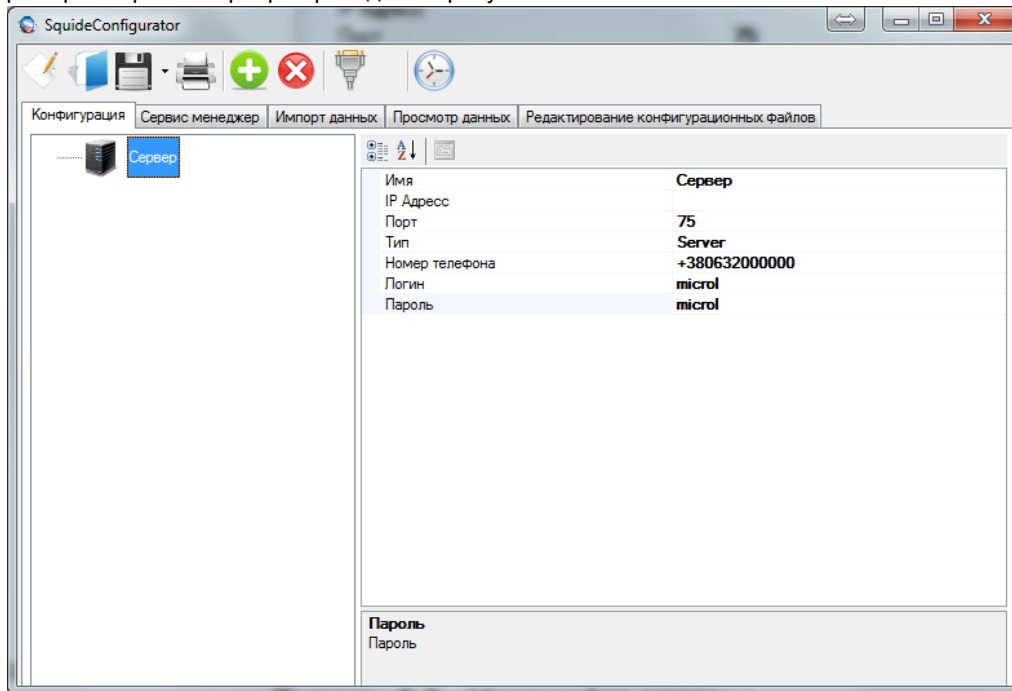 SquideConfigurator
Конфигурация Сервис менеджер Импорт данных Просмотр данных Редактирование конфигурационных файлов
Сервер
Имя Сервер
IP Адресс
Порт 75
Тип Server
Номер телефона +380632000000
Логин microl
Пароль microl
Пароль
Пароль